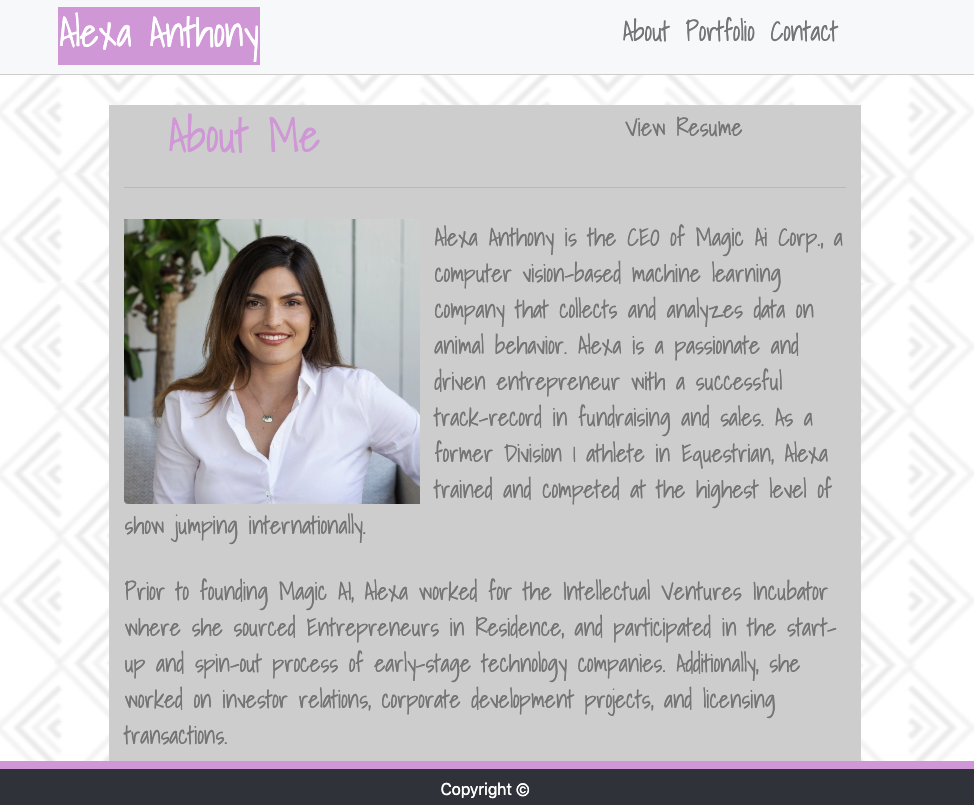 Alexa Anthony
About Portfolio Contact
About Me
View Resume
Alexa Anthony is the CEO of Magic Ai Corp., a
computer vision-based machine learning
company that collects and analyzes data on
animal behavior. Alexa is a passionate and
driven entrepreneur with a successful
track-record in fundraising and sales. As a
former Division 1 athlete in Equestrian, Alexa
trained and competed at the highest level of
show jumping internationally.
Prior to founding Magic AI, Alexa worked for the Intellectual Ventures Incubator
where she sourced Entrepreneurs in Residence, and participated in the start-
up and spin-out process of early-stage technology companies. Additionally, she
worked on investor relations, corporate development projects, and licensing
transactions.
Copyright ©